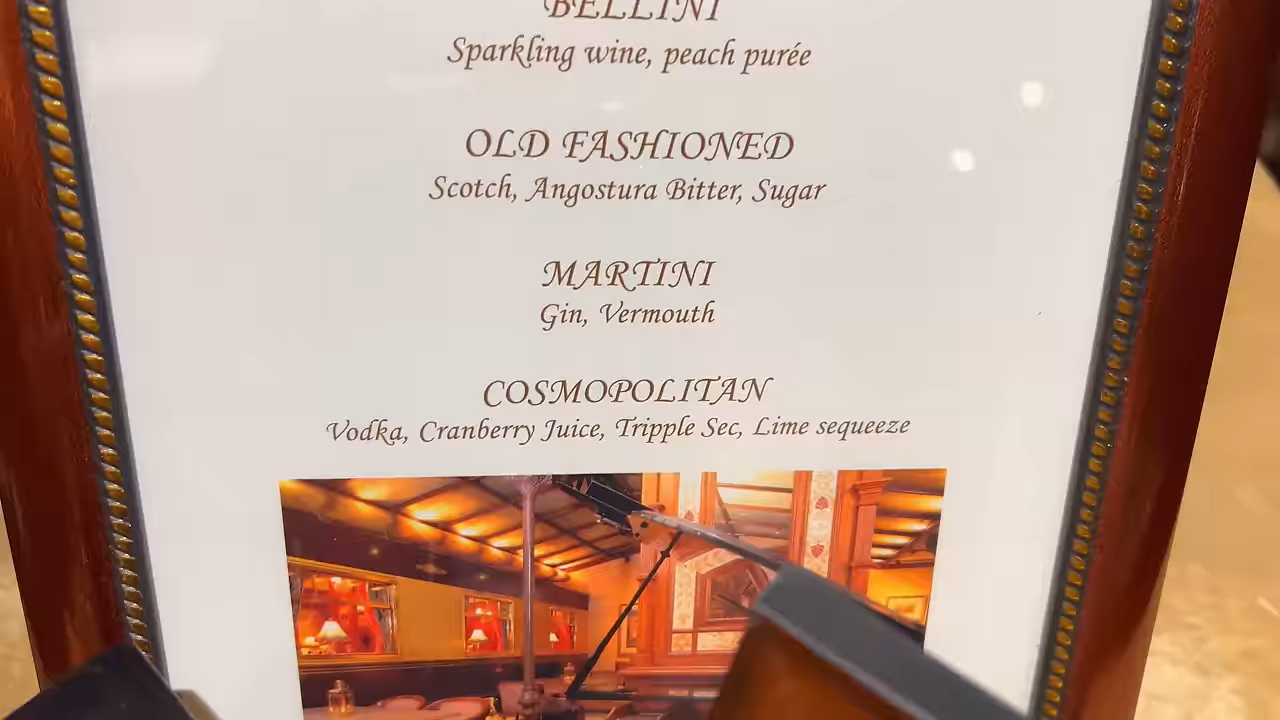 BELLINI
Sparkling wine, peach purée
OLD FASHIONED
Scotch, Angostura Bitter, Sugar
MARTINI
Gin, Vermouth
COSMOPOLITAN
Vodka, Cranberry Juice, Tripple Sec, Lime sequeeze